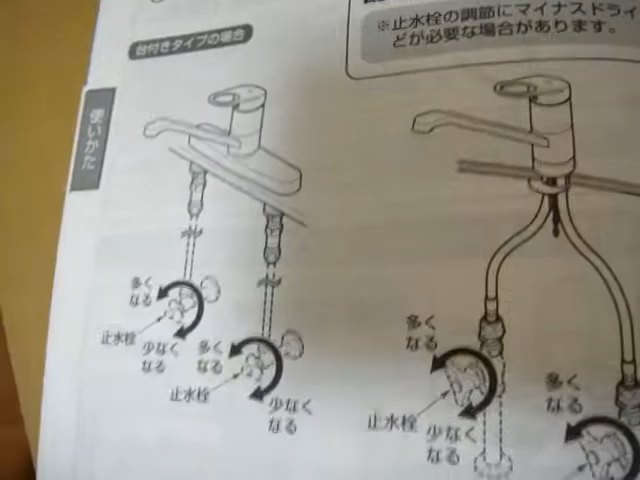 ※止水栓の調節にマイナスドライ
どが必要な場合があります。
台付きタイプの場合
使いかた
多く
なる
止水栓
少なく
なる
多く
なる
止水栓
少なく
なる
多く
なる
止水栓
少なく
なる
多く
なる